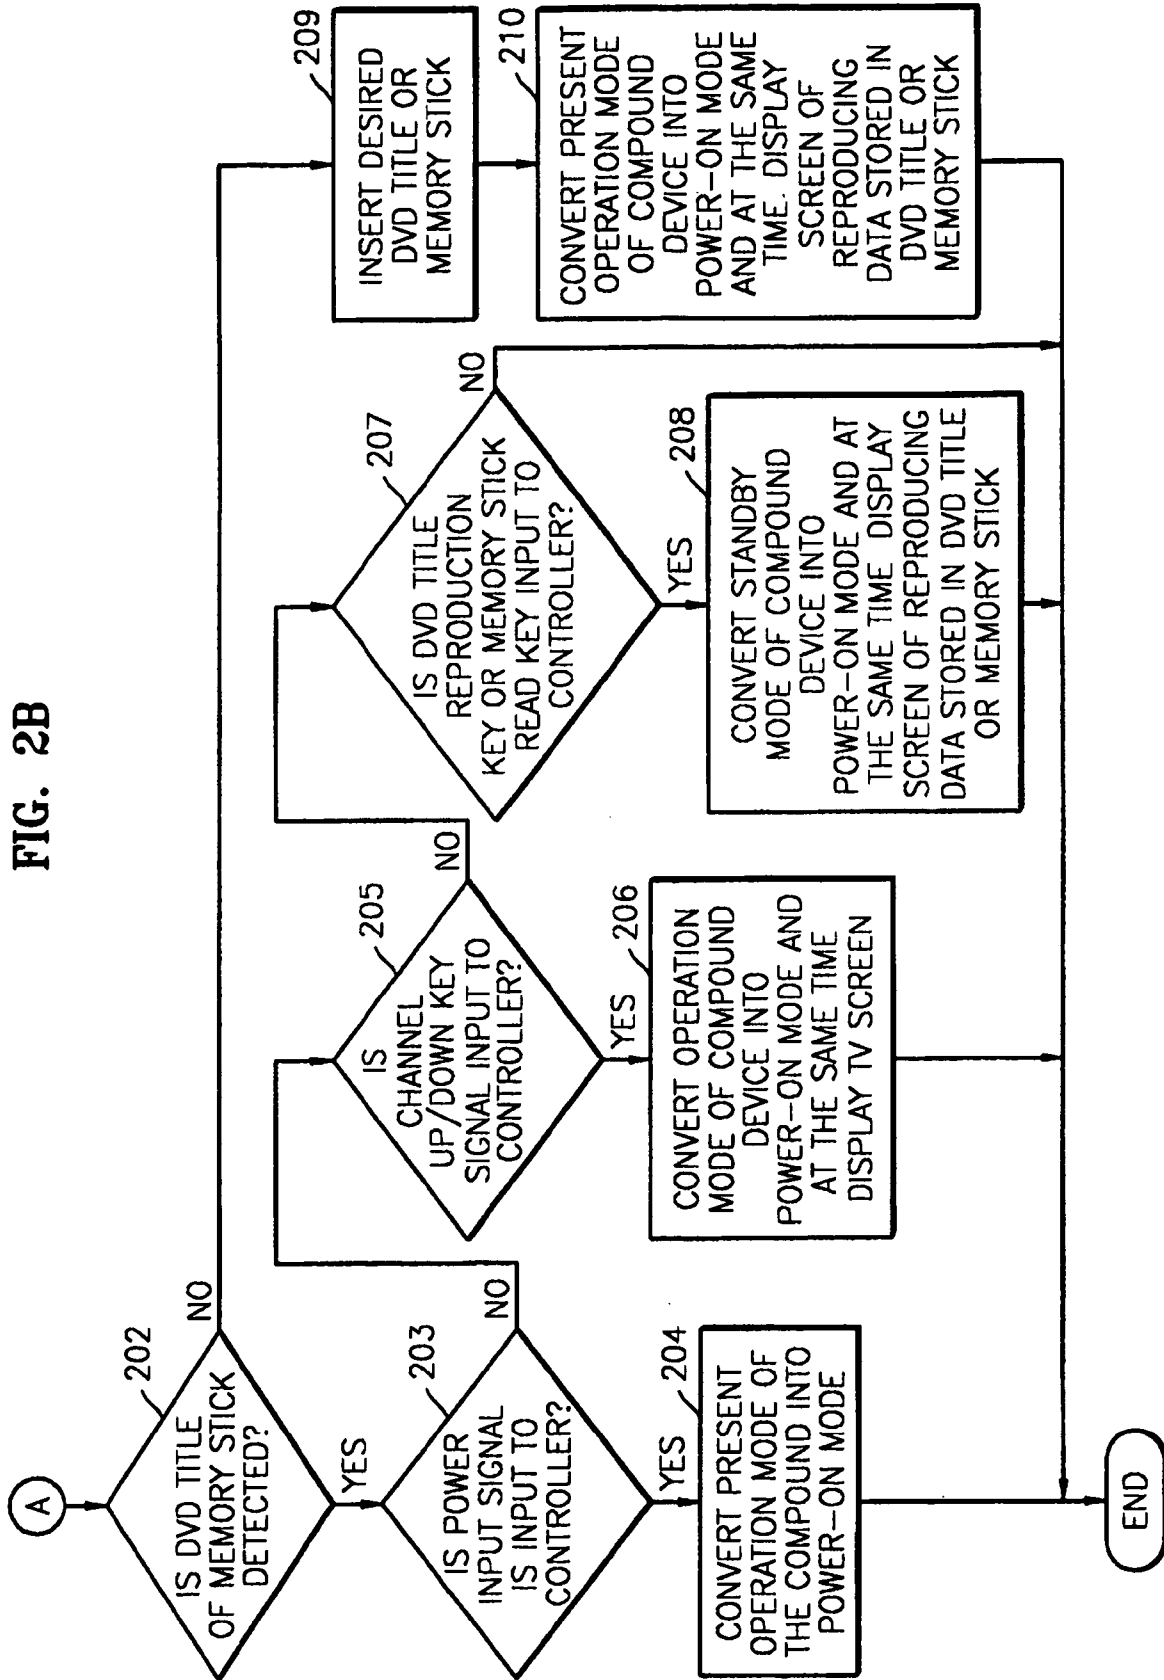 FIG. 2B
A
202
IS DVD TITLE
OF MEMORY STICK
DETECTED?
NO
YES
203
IS POWER
INPUT SIGNAL
IS INPUT TO
CONTROLLER?
NO
YES
204
CONVERT PRESENT
OPERATION MODE OF
THE COMPOUND INTO
POWER-ON MODE
205
IS
CHANNEL
UP/DOWN KEY
SIGNAL INPUT TO
CONTROLLER?
NO
YES
206
CONVERT OPERATION
MODE OF COMPOUND
DEVICE INTO
POWER-ON MODE AND
AT THE SAME TIME
DISPLAY TV SCREEN
207
IS DVD TITLE
REPRODUCTION
KEY OR MEMORY STICK
READ KEY INPUT TO
CONTROLLER?
NO
YES
208
CONVERT STANDBY
MODE OF COMPOUND
DEVICE INTO
POWER-ON MODE AND AT
THE SAME TIME DISPLAY
SCREEN OF REPRODUCING
DATA STORED IN DVD TITLE
OR MEMORY STICK
209
INSERT DESIRED
DVD TITLE OR
MEMORY STICK
210
CONVERT PRESENT
OPERATION MODE
OF COMPOUND
DEVICE INTO
POWER-ON MODE
AND AT THE SAME
TIME. DISPLAY
SCREEN OF
REPRODUCING
DATA STORED IN
DVD TITLE OR
MEMORY STICK
END